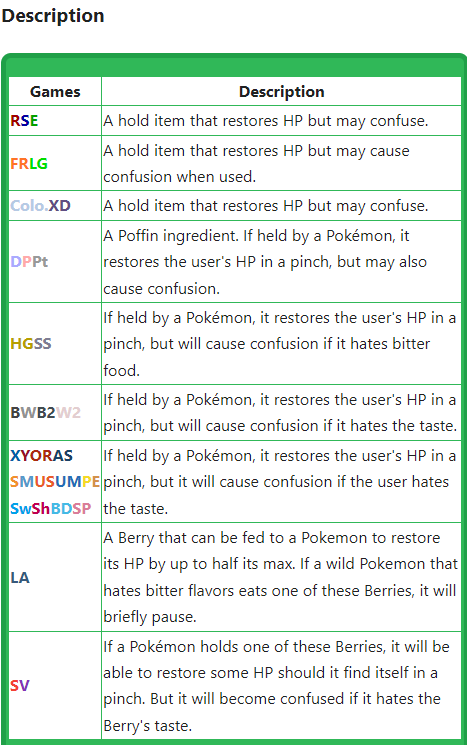 Description
Games Description
RSE A hold item that restores HP but may confuse.
FRLG A hold item that restores HP but may cause
confusion when used.
Colo.XD A hold item that restores HP but may confuse.
DPPt A Poffin ingredient. If held by a Pokémon, it
restores the user's HP in a pinch, but may also
cause confusion.
HGSS If held by a Pokémon, it restores the user's HP in a
pinch, but will cause confusion if it hates bitter
food.
BWB2W2 If held by a Pokémon, it restores the user's HP in a
pinch, but will cause confusion if it hates the taste.
XYORAS If held by a Pokémon, it restores the user's HP in a
SMUSUMPE pinch, but it will cause confusion if the user hates
SwShBDSP the taste.
LA A Berry that can be fed to a Pokemon to restore
its HP by up to half its max. If a wild Pokemon that
hates bitter flavors eats one of these Berries, it will
briefly pause.
SV If a Pokémon holds one of these Berries, it will be
able to restore some HP should it find itself in a
pinch. But it will become confused if it hates the
Berry's taste.